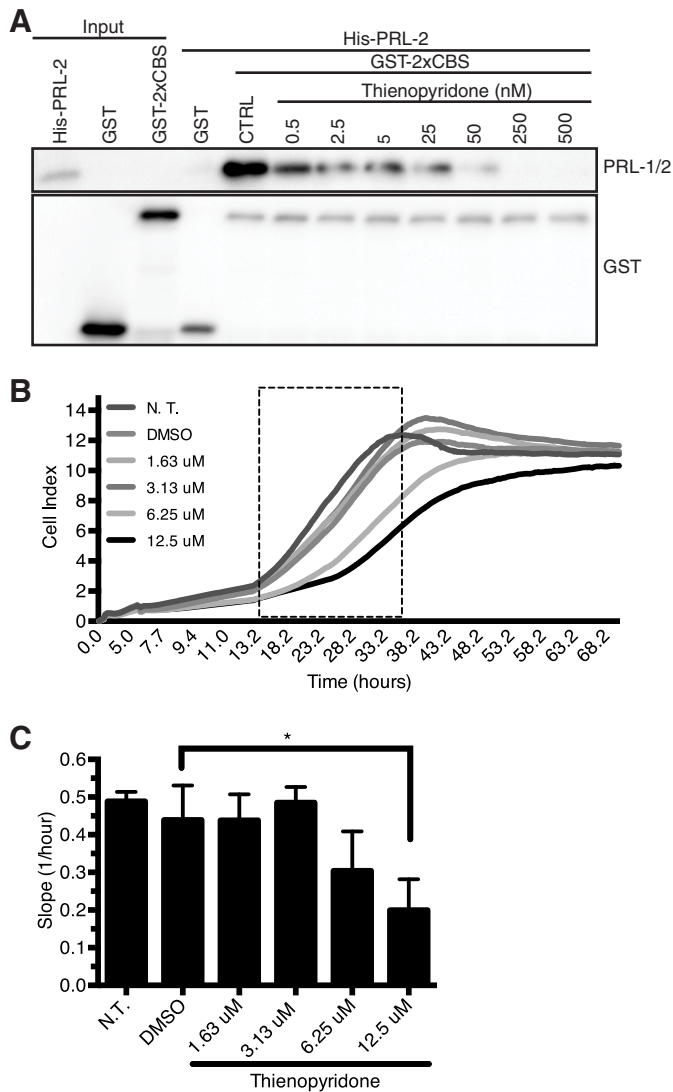 A
Input
His-PRL-2
GST-2xCBS
Thienopyridone (nM)
His-PRL-2
GST
GST-2xCBS
GST
CTRL
0.5
2.5
5
25
50
250
500
PRL-1/2
GST
B
Cell Index
14
12
10
8
6
4
2
0
N. T.
DMSO
1.63 uM
3.13 uM
6.25 uM
12.5 uM
0.0 5.0 7.7 9.4 11.0 13.2 18.2 23.2 28.2 33.2 38.2 43.2 48.2 53.2 58.2 63.2 68.2
Time (hours)
C
*
Slope (1/hour)
0.6
0.5
0.4
0.3
0.2
0.1
0.0
N.T.
DMSO
1.63 uM
3.13 uM
6.25 uM
12.5 uM
Thienopyridone